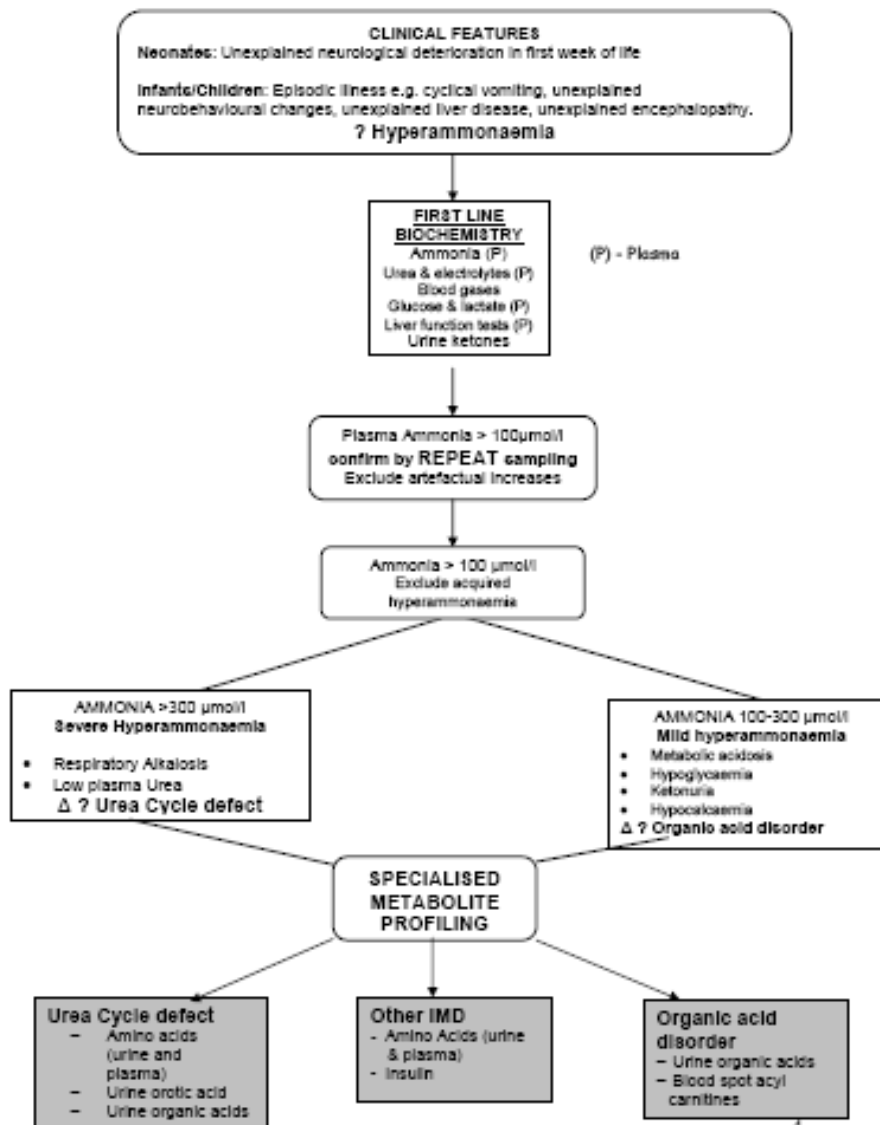 CLINICAL FEATURES
Neonates: Unexplained neurological deterioration in first week of life
Infants/Children: Episodic illness e.g. cyclical vomiting, unexplained
neurobehavioural changes, unexplained liver disease, unexplained encephalopathy.
? Hyperammonaemia
FIRST LINE
BIOCHEMISTRY
Ammonia (P)
Urea & electrolytes (P)
Blood gases
Glucose & lactate (P)
Liver function tests (P)
Urine ketones
(P) - Plasma
Plasma Ammonia > 100µmol/l
confirm by REPEAT sampling
Exclude artefactual increases
Ammonia > 100 µmol/l
Exclude acquired
hyperammonaemia
AMMONIA >300 µmol/l
Severe Hyperammonaemia
• Respiratory Alkalosis
• Low plasma Urea
Δ ? Urea Cycle defect
AMMONIA 100-300 µmol/l
Mild hyperammonaemia
• Metabolic acidosis
• Hypoglycaemia
• Ketonuria
• Hypocalcaemia
Δ ? Organic acid disorder
SPECIALISED
METABOLITE
PROFILING
Urea Cycle defect
– Amino acids
(urine and
plasma)
– Urine orotic acid
– Urine organic acids
Other IMD
- Amino Acids (urine
& plasma)
- Insulin
Organic acid
disorder
– Urine organic acids
– Blood spot acyl
carnitines